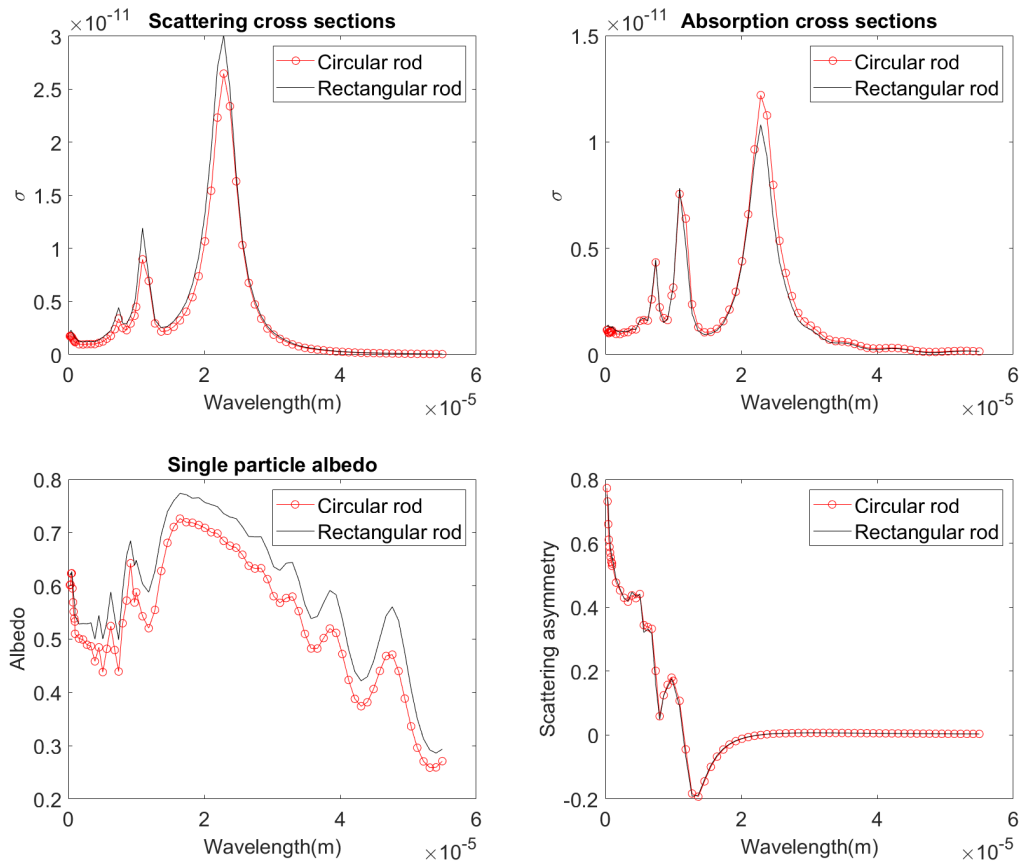 Scattering cross sections
×10⁻¹¹
3
2.5
2
1.5
1
0.5
0
σ
Circular rod
Rectangular rod
0 2 4 6
Wavelength(m)
×10⁻⁵
Absorption cross sections
×10⁻¹¹
1.5
1
0.5
0
σ
Circular rod
Rectangular rod
0 2 4 6
Wavelength(m)
×10⁻⁵
Single particle albedo
0.8
0.7
0.6
0.5
0.4
0.3
0.2
Albedo
Circular rod
Rectangular rod
0 2 4 6
Wavelength(m)
×10⁻⁵
0.8
0.6
0.4
0.2
0
-0.2
Scattering asymmetry
Circular rod
Rectangular rod
0 2 4 6
Wavelength(m)
×10⁻⁵